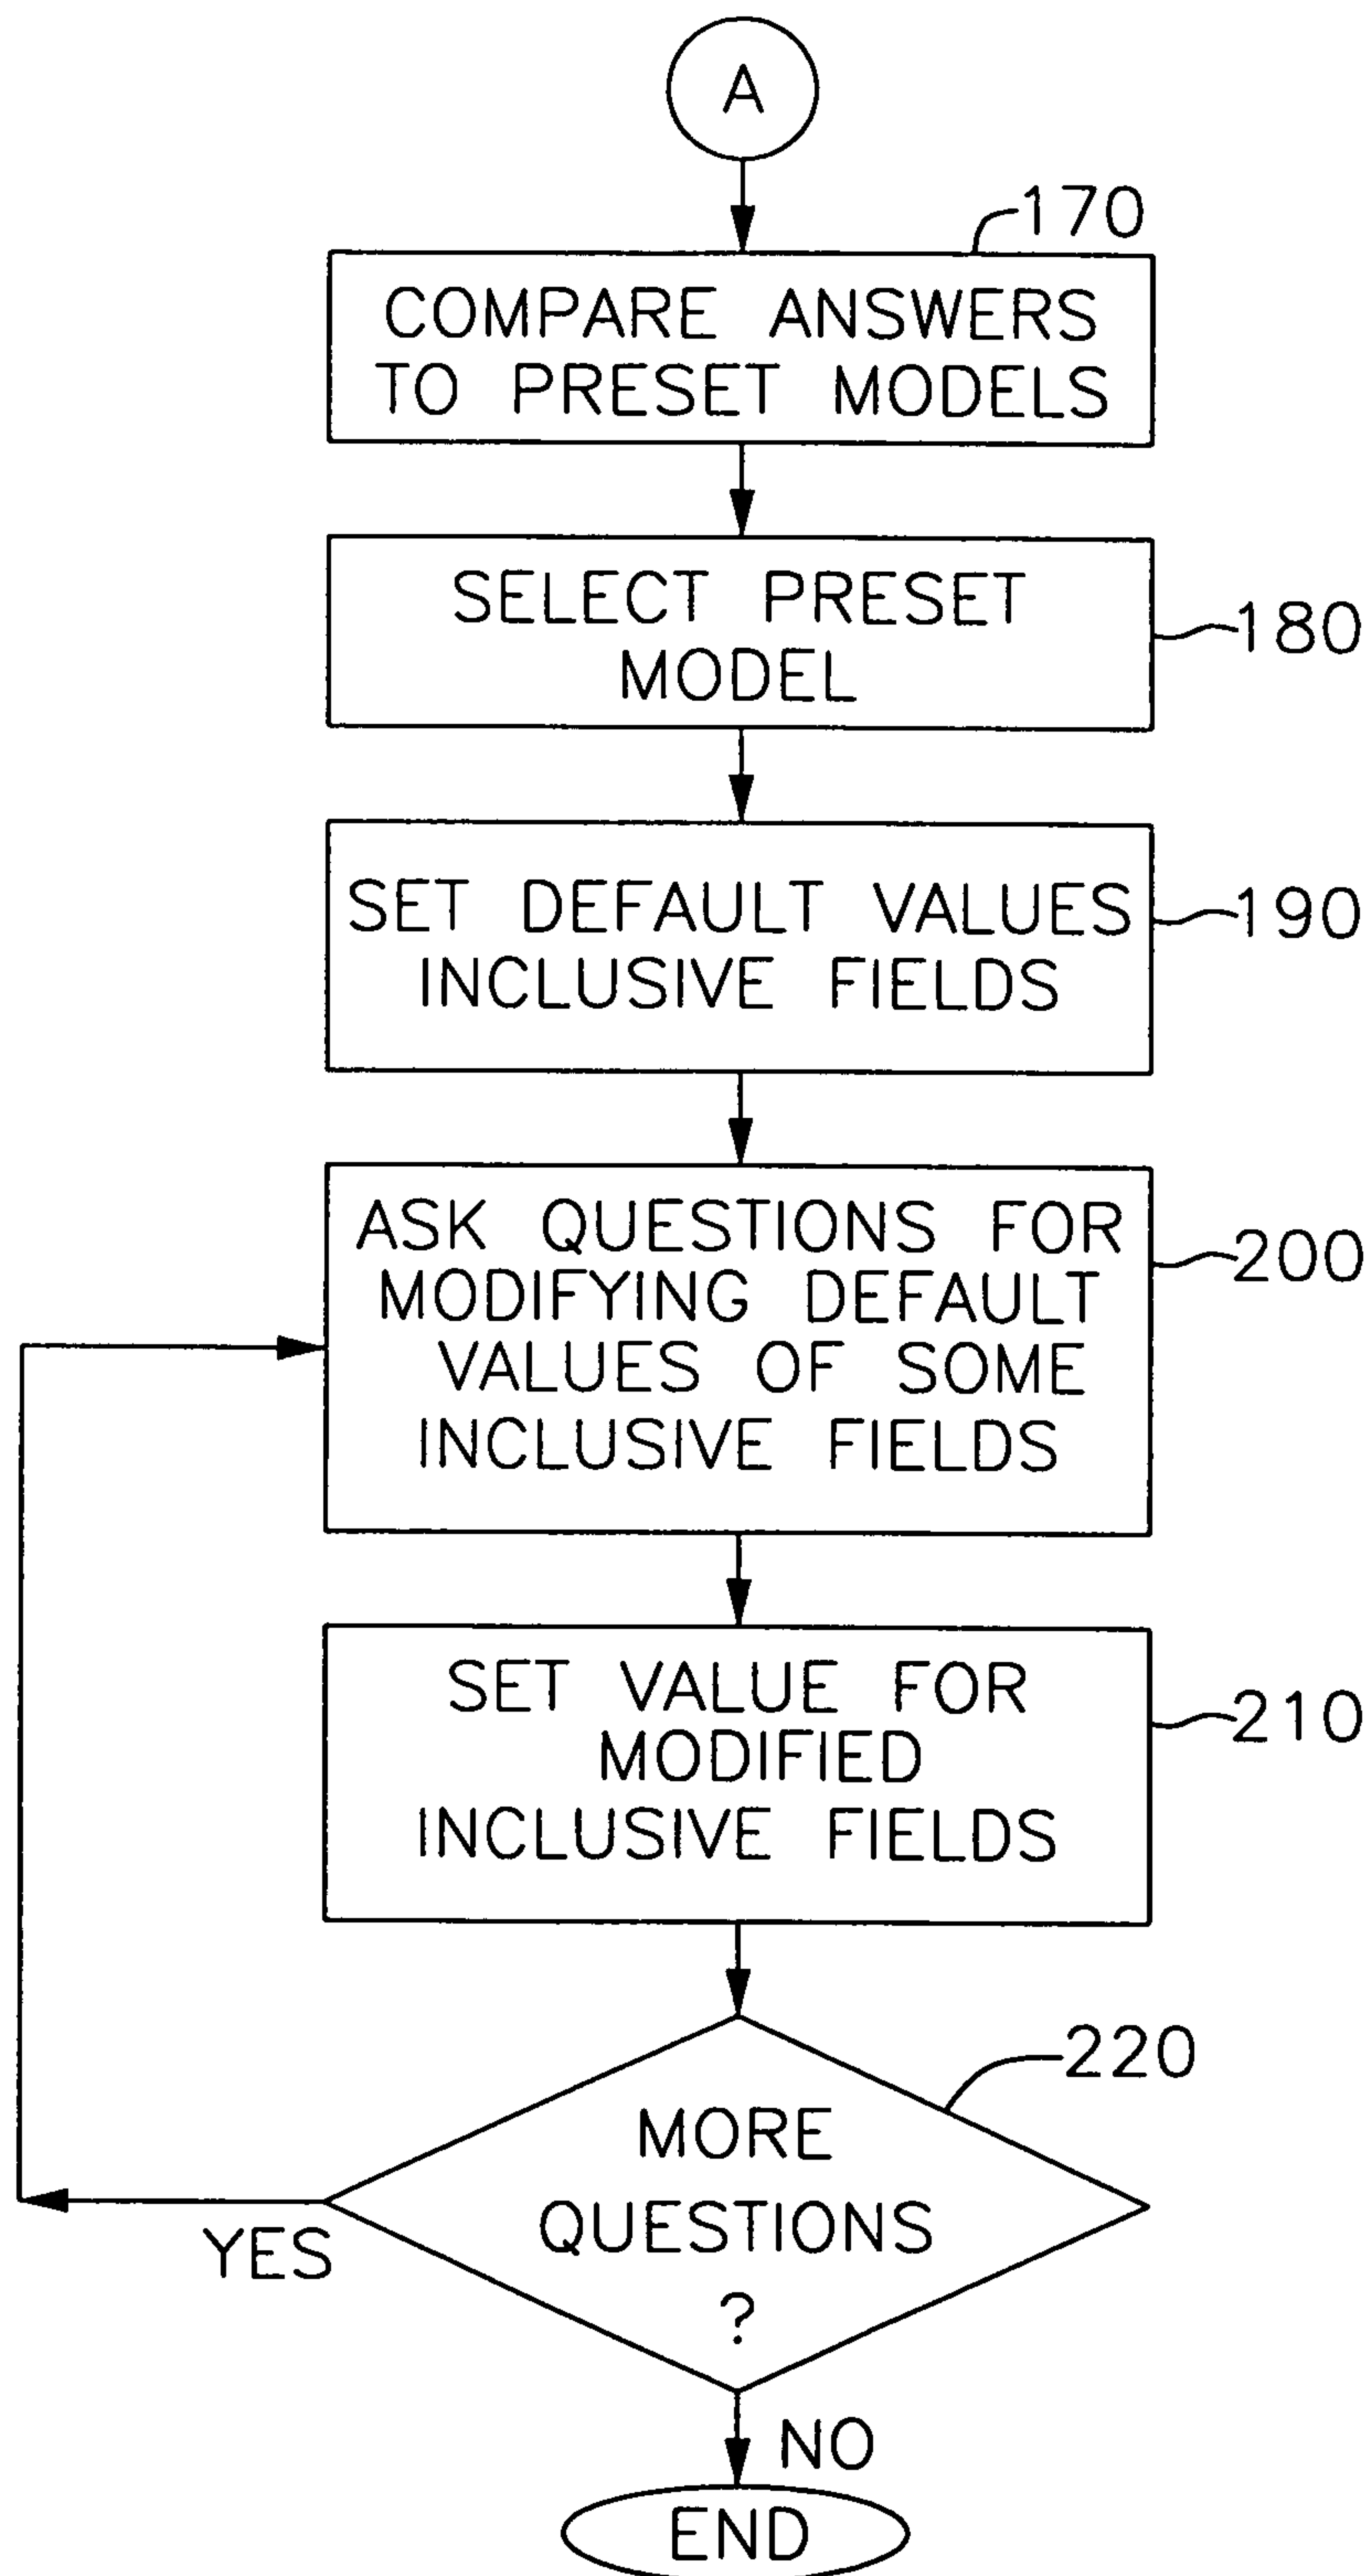 A
170
COMPARE ANSWERS
TO PRESET MODELS
SELECT PRESET
MODEL
180
SET DEFAULT VALUES
INCLUSIVE FIELDS
190
ASK QUESTIONS FOR
MODIFYING DEFAULT
VALUES OF SOME
INCLUSIVE FIELDS
200
SET VALUE FOR
MODIFIED
INCLUSIVE FIELDS
210
220
MORE
QUESTIONS
?
YES
NO
END